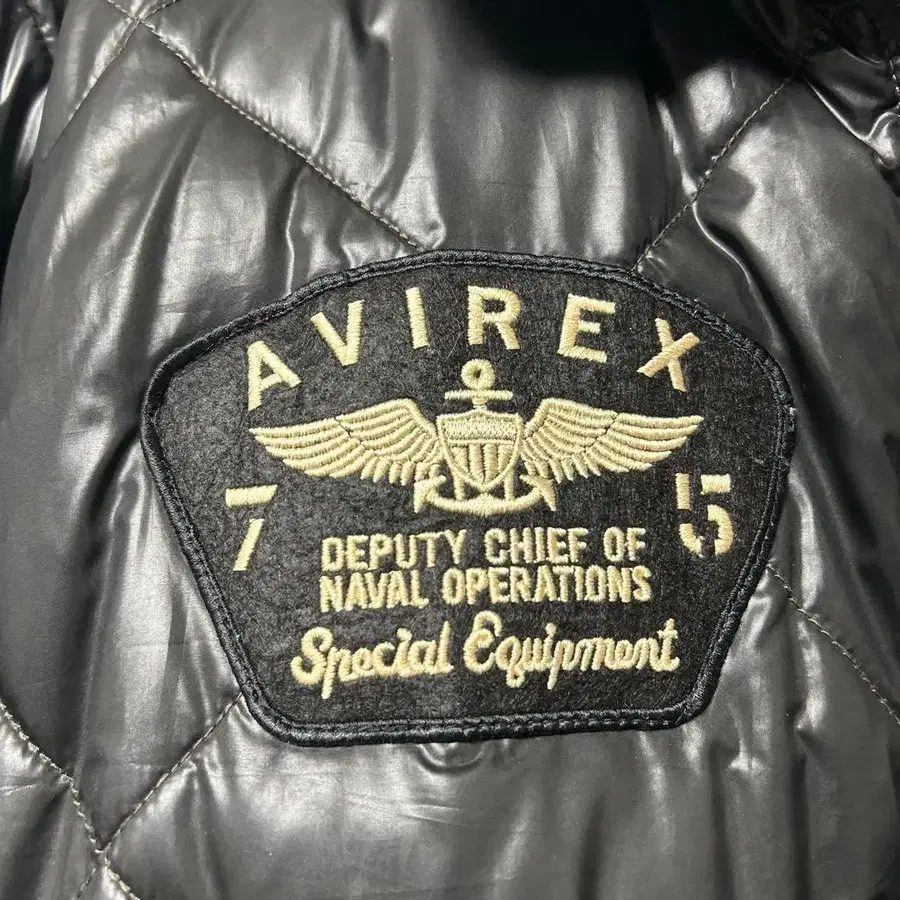 AVIREX
7 5
DEPUTY CHIEF OF
NAVAL OPERATIONS
Special Equipment